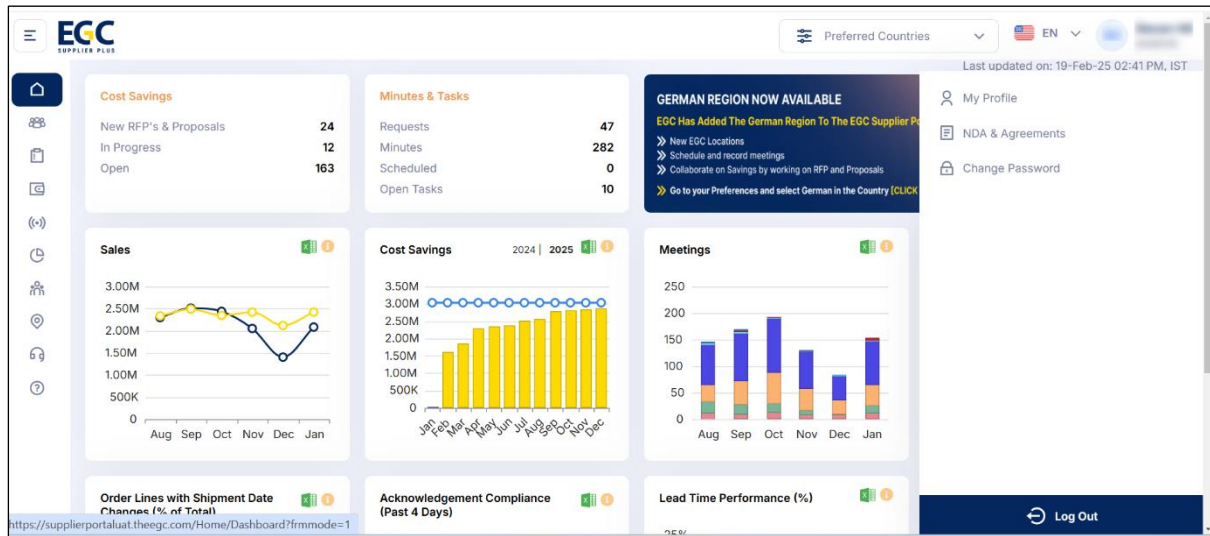 EGC
SUPPLIER PLUS
Preferred Countries
EN
Last updated on: 19-Feb-25 02:41 PM, IST
My Profile
NDA & Agreements
Change Password
Log Out
Cost Savings
New RFP's & Proposals 24
In Progress 12
Open 163
Minutes & Tasks
Requests 47
Minutes 282
Scheduled 0
Open Tasks 10
GERMAN REGION NOW AVAILABLE
EGC Has Added The German Region To The EGC Supplier Po
New EGC Locations
Schedule and record meetings
Collaborate on Savings by working on RFP and Proposals
Go to your Preferences and select German in the Country [CLICK
Sales
3.00M
2.50M
2.00M
1.50M
1.00M
500K
0
Aug Sep Oct Nov Dec Jan
Cost Savings 2024 | 2025
3.50M
3.00M
2.50M
2.00M
1.50M
1.00M
500K
0
Jan Feb Mar Apr May Jun Jul Aug Sep Oct Nov Dec
Meetings
250
200
150
100
50
0
Aug Sep Oct Nov Dec Jan
Order Lines with Shipment Date
Changes (% of Total)
Acknowledgement Compliance
(Past 4 Days)
Lead Time Performance (%)
25%
https://supplierportaluat.theegc.com/Home/Dashboard?frmmode=1